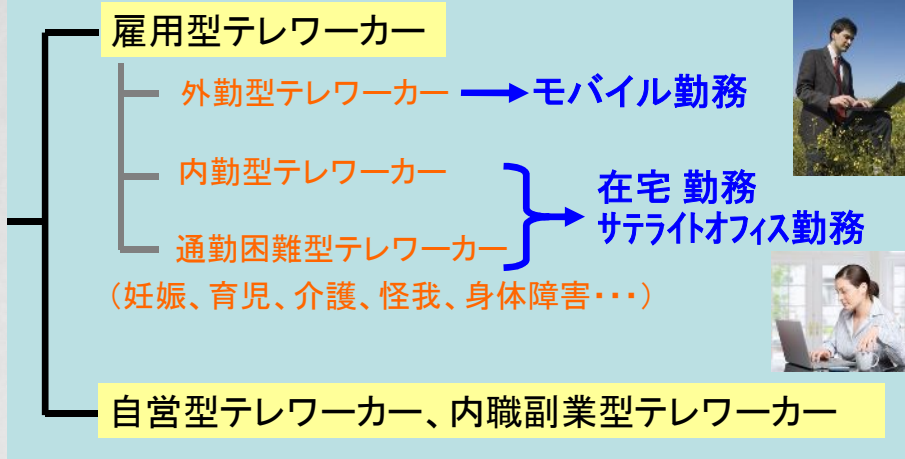 雇用型テレワーカー
外勤型テレワーカー
モバイル勤務
内勤型テレワーカー
在宅 勤務
サテライトオフィス勤務
通勤困難型テレワーカー
（妊娠、育児、介護、怪我、身体障害・・・）
自営型テレワーカー、内職副業型テレワーカー